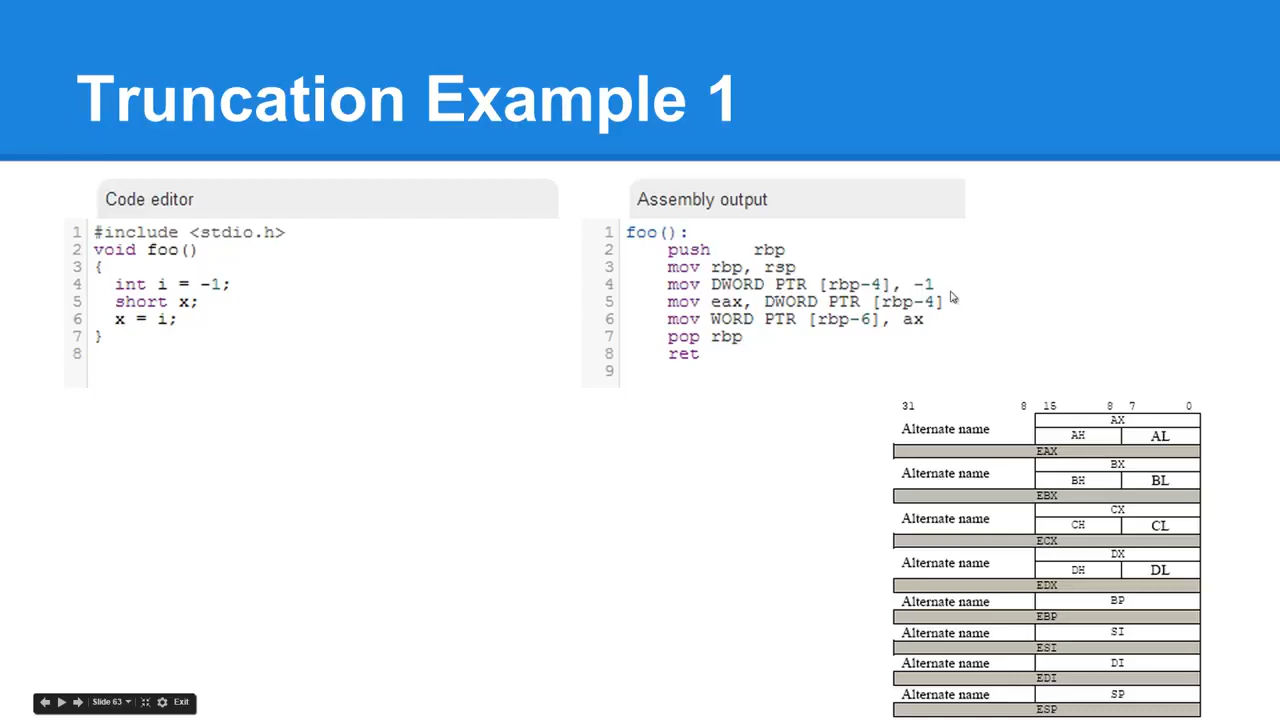 Truncation Example 1
Code editor
1 #include <stdio.h>
2 void foo()
3 {
4 int i = -1;
5 short x;
6 x = i;
7 }
8
Assembly output
1 foo():
2 push rbp
3 mov rbp, rsp
4 mov DWORD PTR [rbp-4], -1
5 mov eax, DWORD PTR [rbp-4]
6 mov WORD PTR [rbp-6], ax
7 pop rbp
8 ret
9
31 8 15 8 7 0
AX
Alternate name AH AL
EAX
BX
Alternate name BH BL
EBX
CX
Alternate name CH CL
ECX
DX
Alternate name DH DL
EDX
Alternate name BP
EBP
Alternate name SI
ESI
Alternate name DI
EDI
Alternate name SP
ESP
Slide 63 Exit